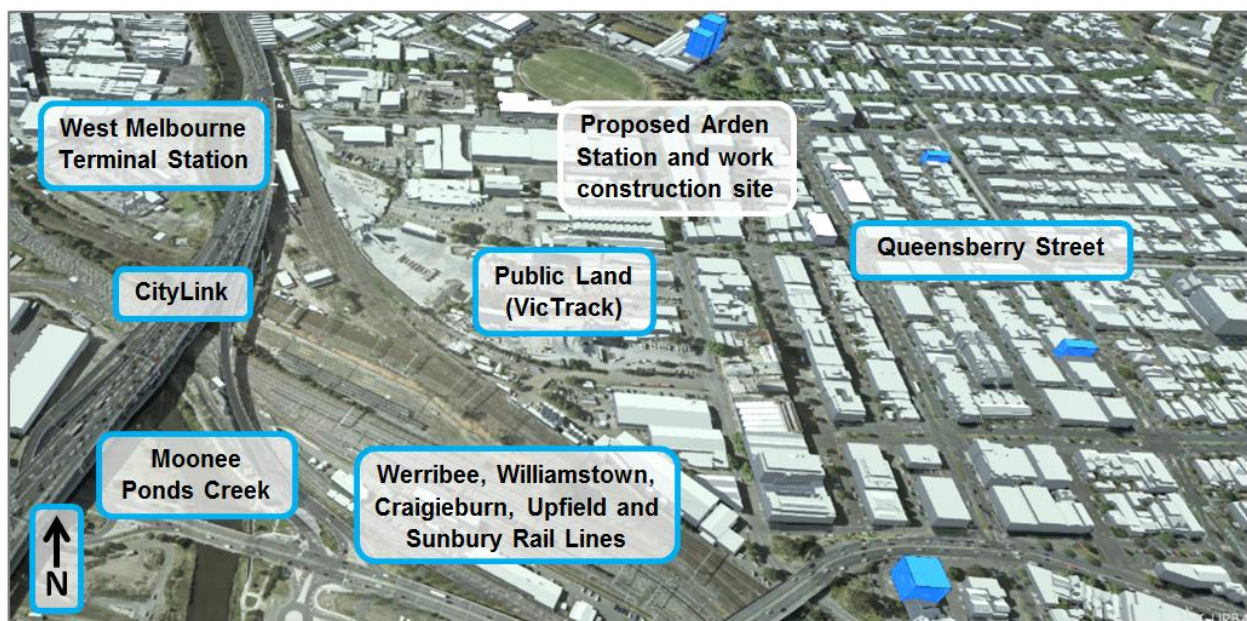 West Melbourne
Terminal Station
Proposed Arden
Station and work
construction site
Queensberry Street
Public Land
(VicTrack)
CityLink
Moonee
Ponds Creek
Werribee, Williamstown,
Craigieburn, Upfield and
Sunbury Rail Lines
N